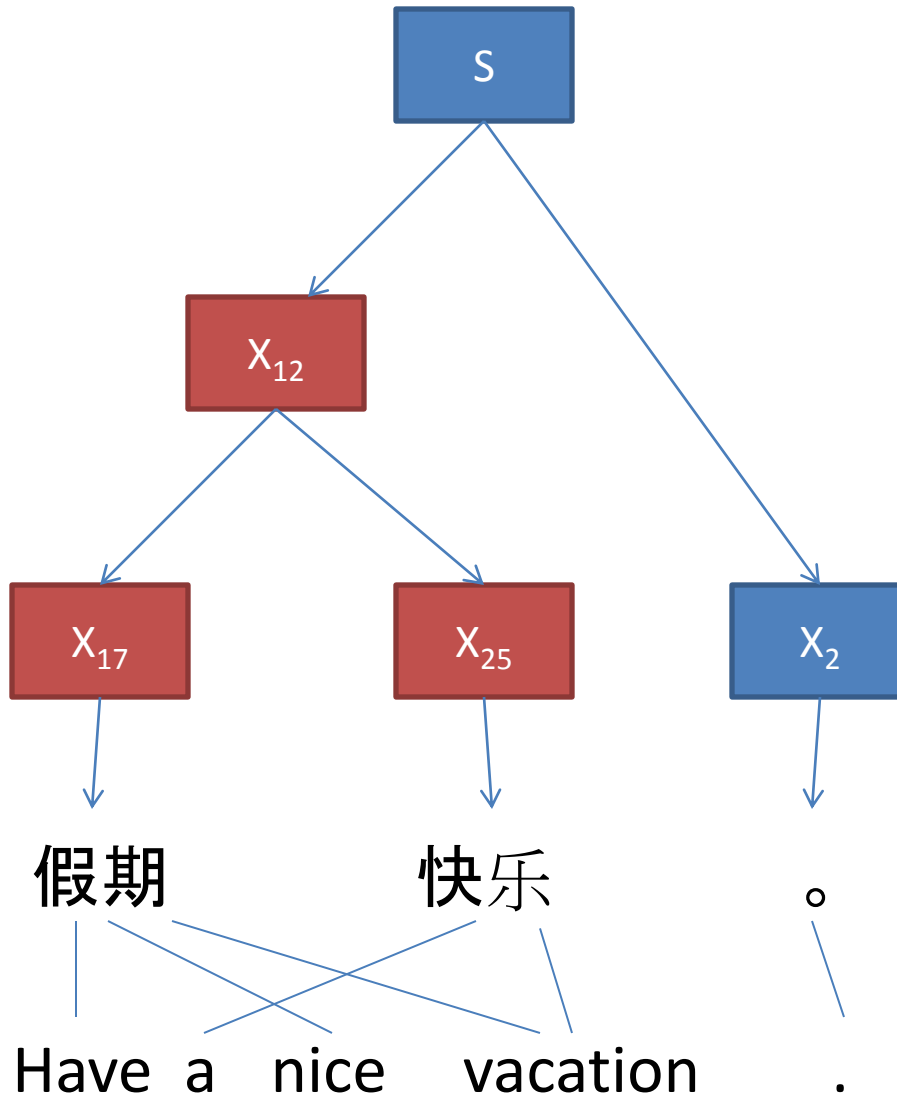 S
X₁₂
X₁₇ X₂₅ X₂
假期 快乐 。
Have a nice vacation .